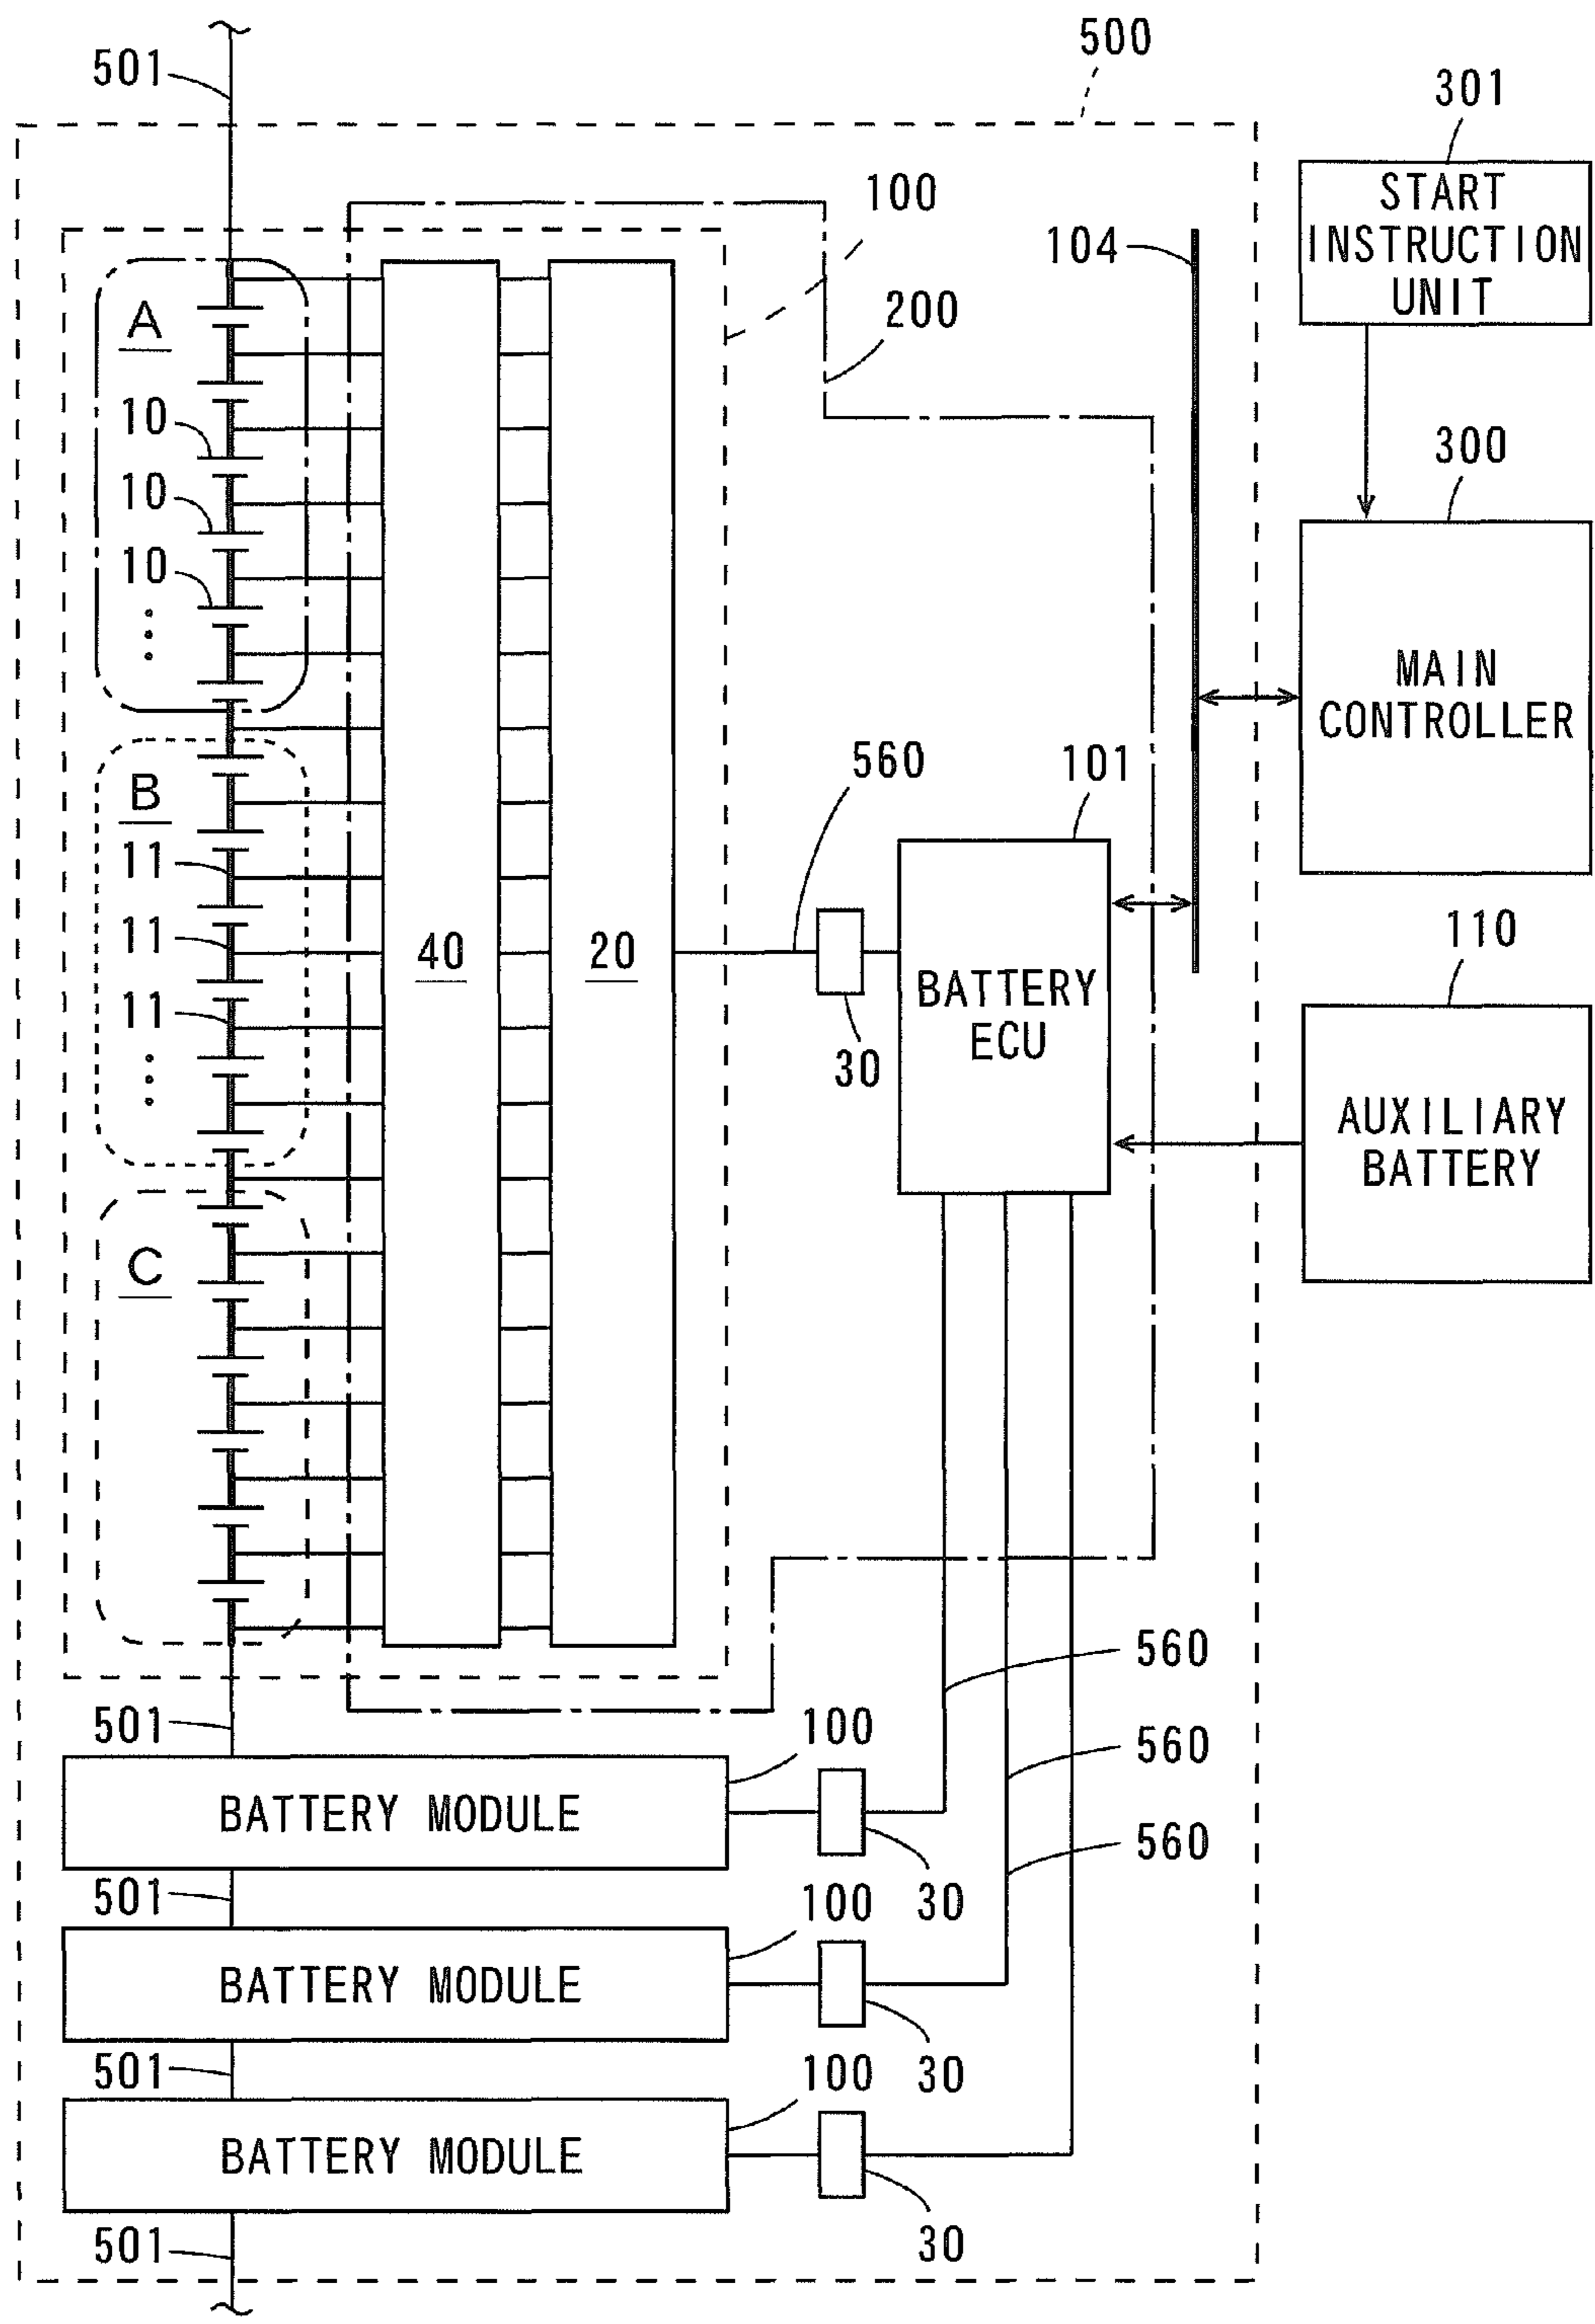 500
501
301
START
INSTRUCTION
UNIT
100
104
200
A
10
10
10
300
MAIN
CONTROLLER
560
101
B
11
11
11
40
20
110
BATTERY
ECU
30
AUXILIARY
BATTERY
C
560
501
100
560
BATTERY MODULE
560
501
100
30
BATTERY MODULE
501
100
30
BATTERY MODULE
501
30